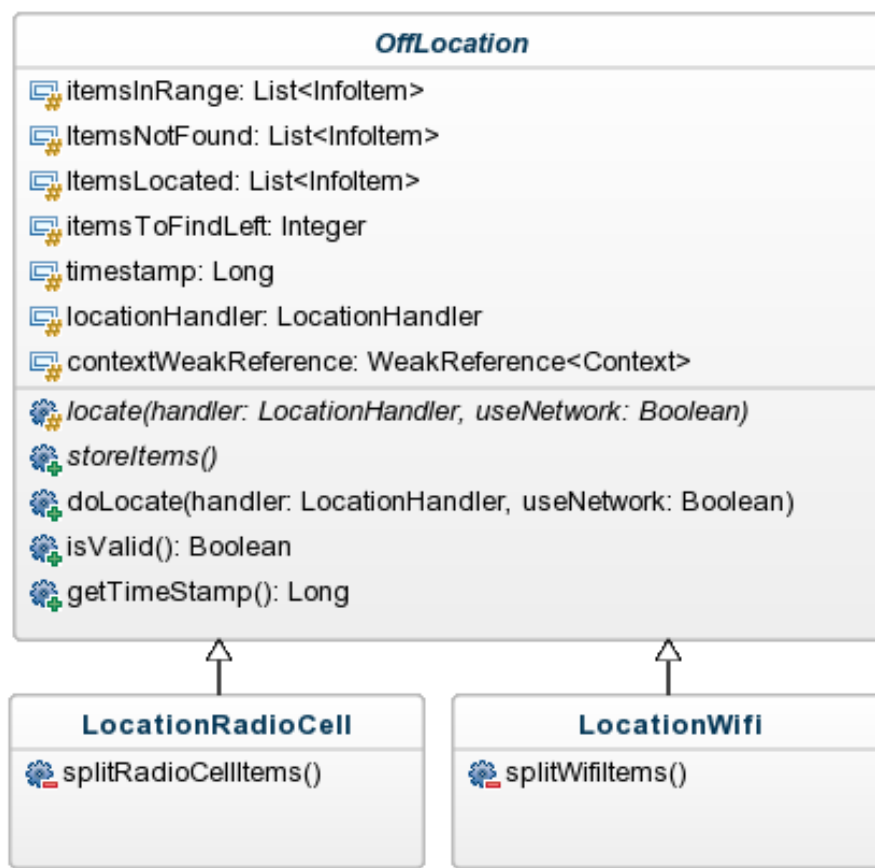 OffLocation
itemsInRange: List<InfoItem>
ItemsNotFound: List<InfoItem>
ItemsLocated: List<InfoItem>
itemsToFindLeft: Integer
timestamp: Long
locationHandler: LocationHandler
contextWeakReference: WeakReference<Context>
locate(handler: LocationHandler, useNetwork: Boolean)
storeItems()
doLocate(handler: LocationHandler, useNetwork: Boolean)
isValid(): Boolean
getTimeStamp(): Long
LocationRadioCell
splitRadioCellItems()
LocationWifi
splitWifiItems()